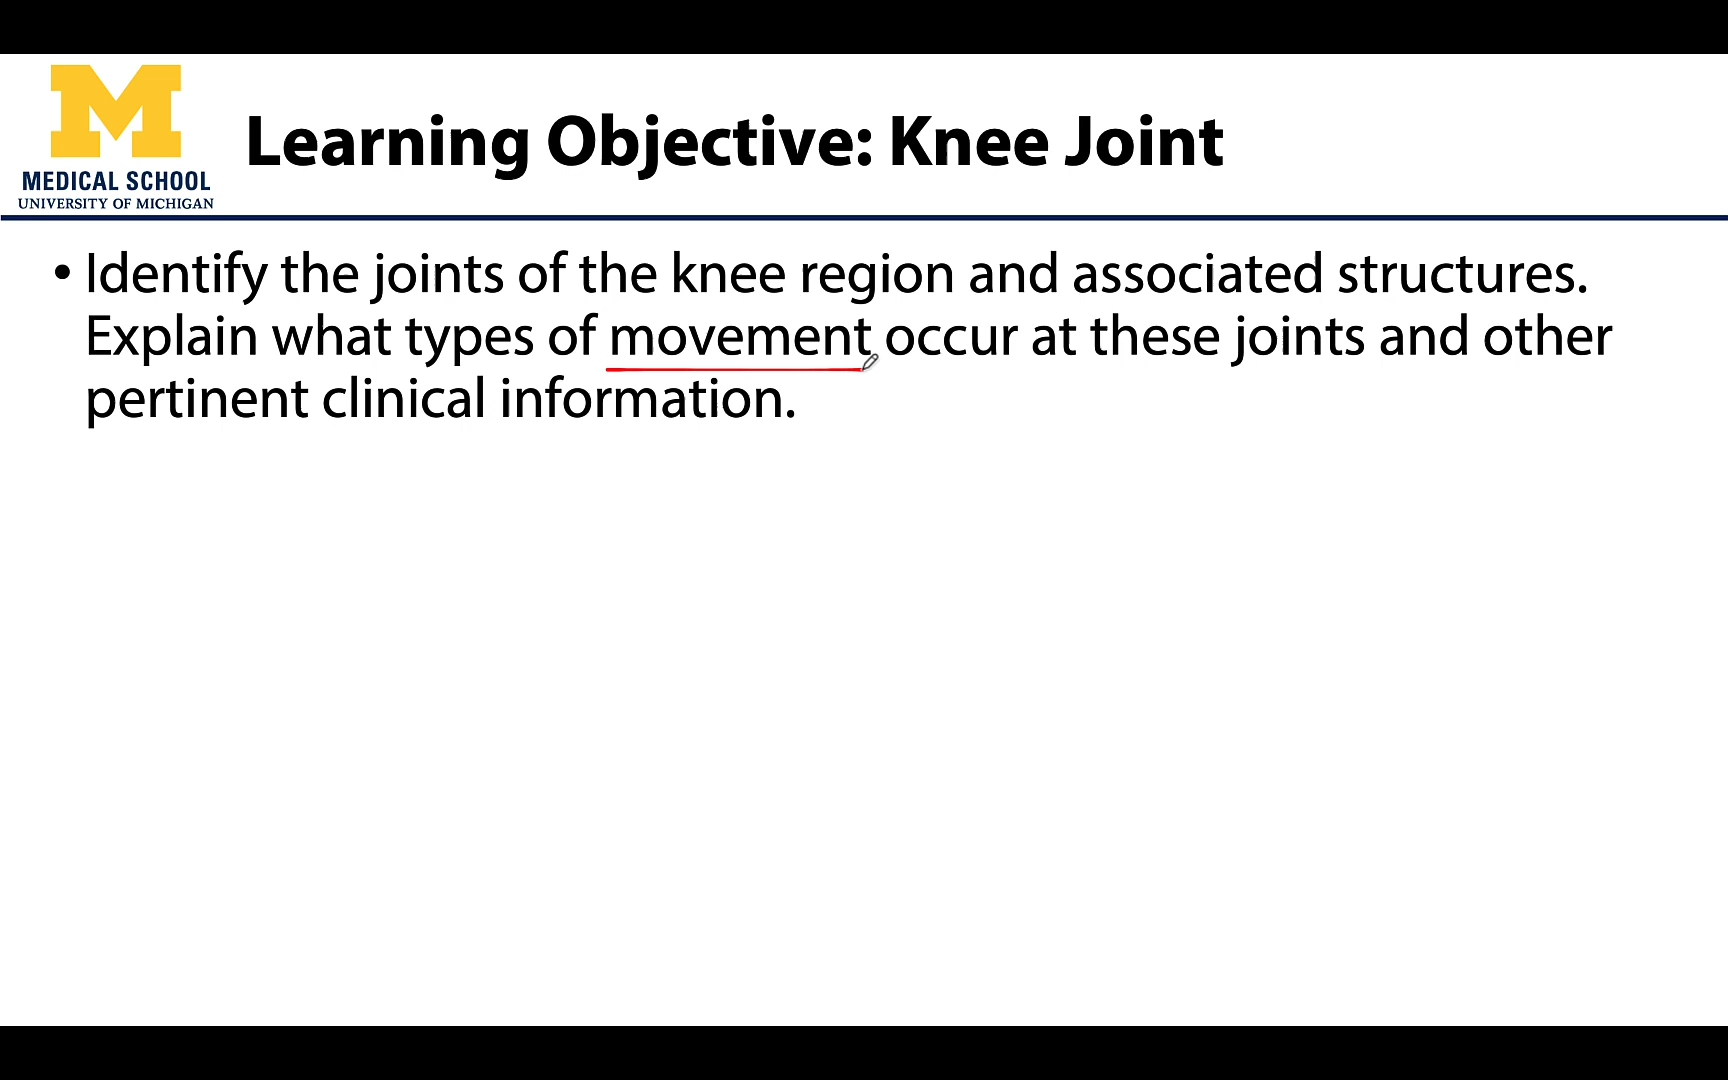 M
MEDICAL SCHOOL
UNIVERSITY OF MICHIGAN
Learning Objective: Knee Joint
• Identify the joints of the knee region and associated structures.
Explain what types of movement occur at these joints and other
pertinent clinical information.